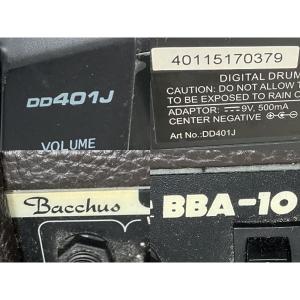 DD401J
VOLUME
40115170379
DIGITAL DRUM
CAUTION: DO NOT
TO BE EXPOSED TO RAIN O
ADAPTOR: 9V, 500mA
CENTER NEGATIVE
Art No.:DD401J
Bacchus
BBA-10